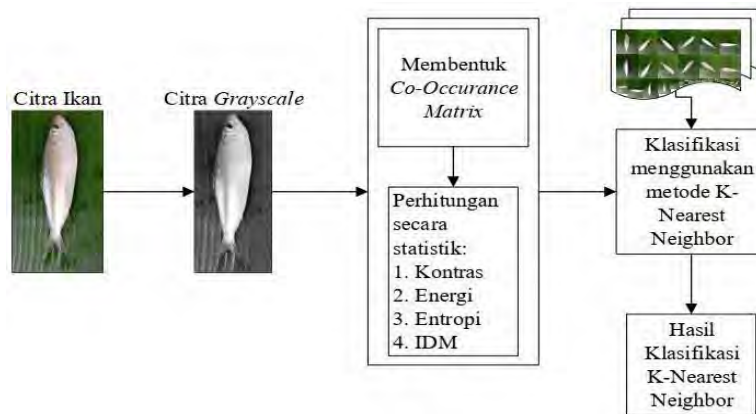 Citra Ikan
Citra Grayscale
Membentuk
Co-Occurance
Matrix
Perhitungan
secara
statistik:
1. Kontras
2. Energi
3. Entropi
4. IDM
Klasifikasi
menggunakan
metode K-
Nearest
Neighbor
Hasil
Klasifikasi
K-Nearest
Neighbor